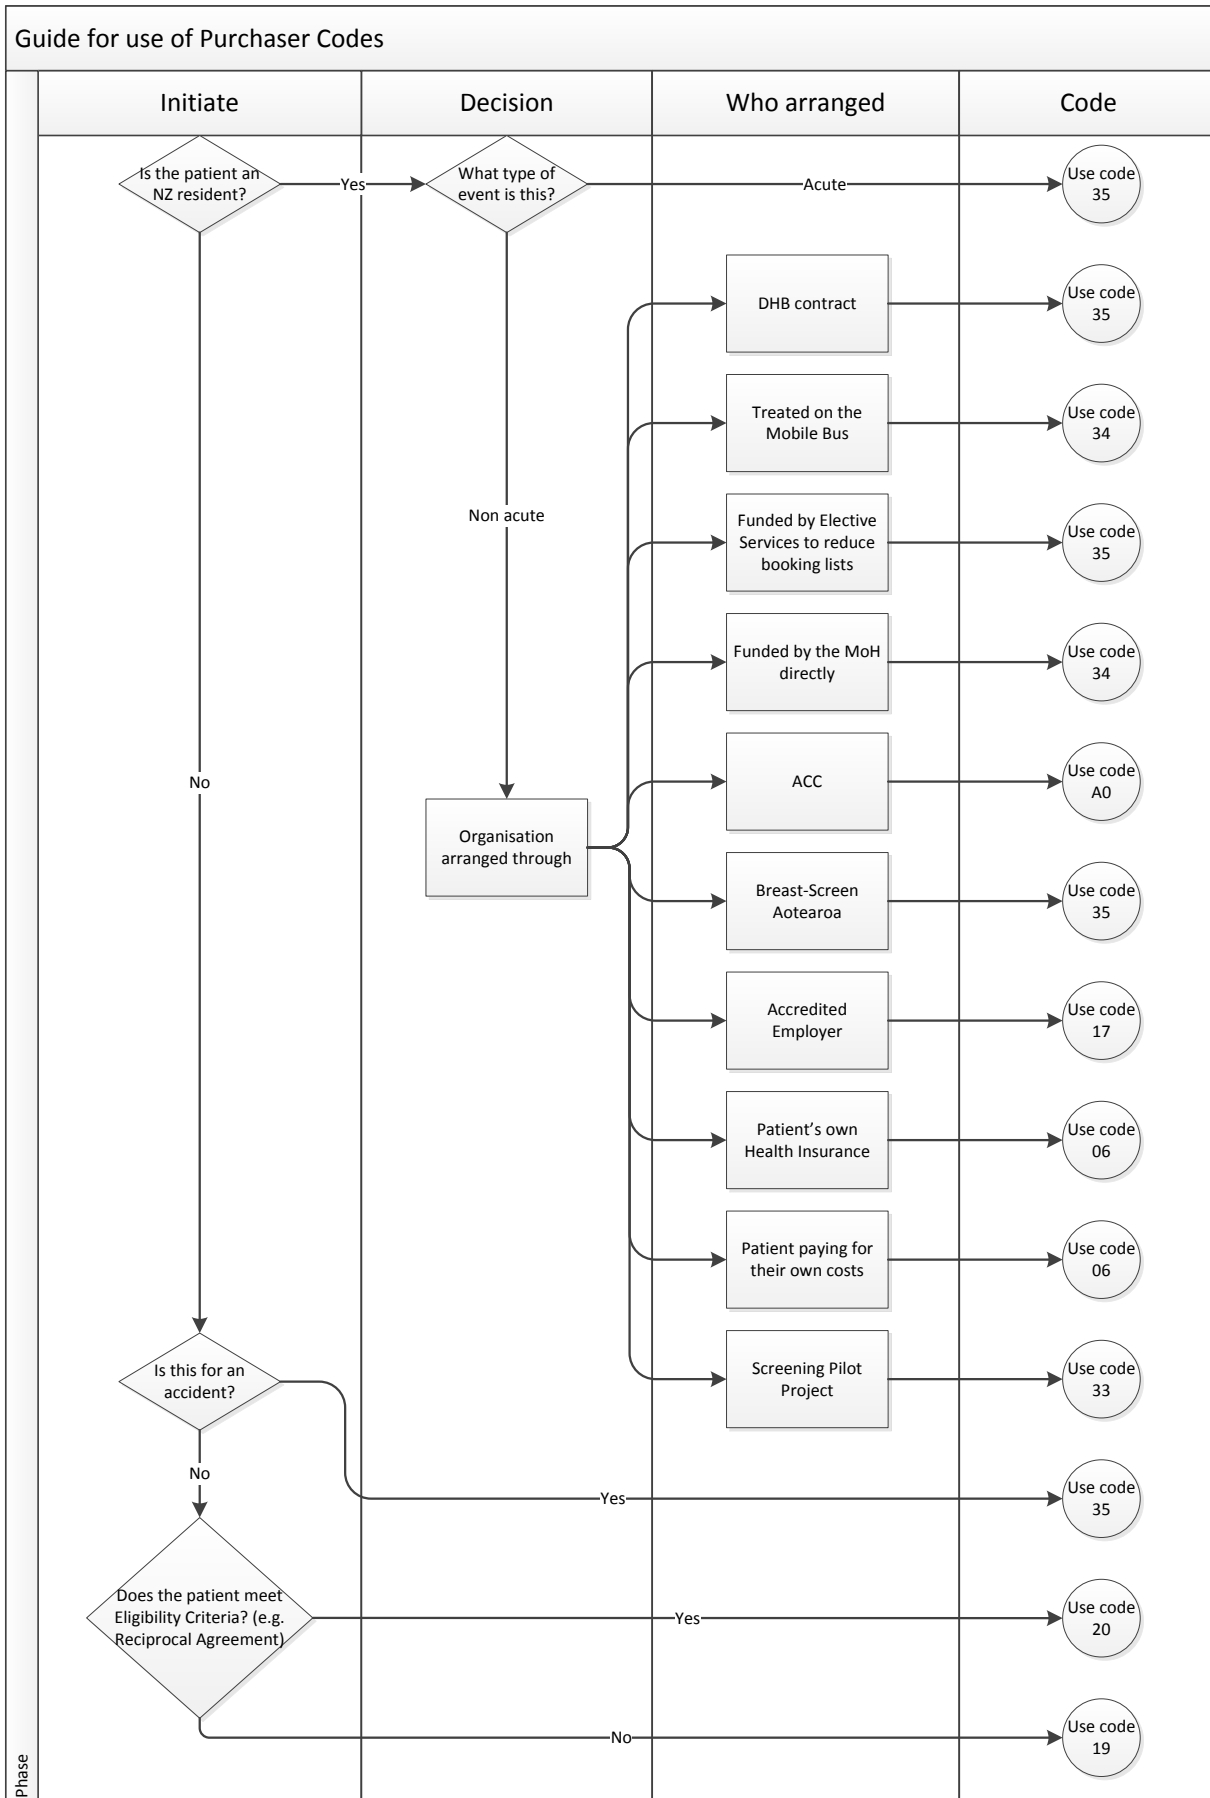 Guide for use of Purchaser Codes
Phase
Initiate
Decision
Who arranged
Code
Is the patient an
NZ resident?
Yes
What type of
event is this?
Acute
Use code
35
DHB contract
Use code
35
Treated on the
Mobile Bus
Use code
34
Non acute
Funded by Elective
Services to reduce
booking lists
Use code
35
Funded by the MoH
directly
Use code
34
No
ACC
Use code
A0
Organisation
arranged through
Breast-Screen
Aotearoa
Use code
35
Accredited
Employer
Use code
17
Patient’s own
Health Insurance
Use code
06
Patient paying for
their own costs
Use code
06
Screening Pilot
Project
Use code
33
Is this for an
accident?
No
Yes
Use code
35
Does the patient meet
Eligibility Criteria? (e.g.
Reciprocal Agreement)
Yes
Use code
20
No
Use code
19